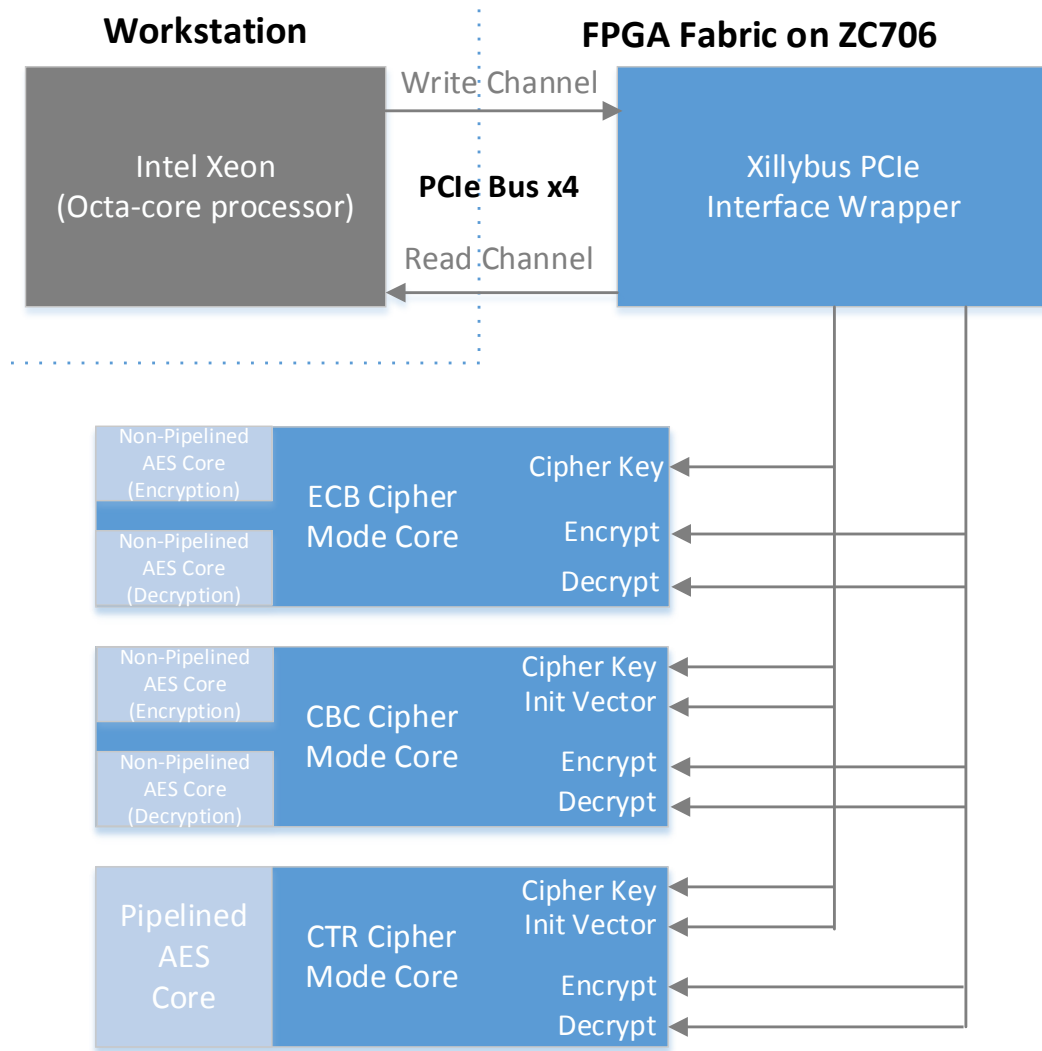 Workstation
FPGA Fabric on ZC706
Write Channel
Intel Xeon
(Octa-core processor)
PCIe Bus x4
Xillybus PCIe
Interface Wrapper
Read Channel
Non-Pipelined
AES Core
(Encryption)
Non-Pipelined
AES Core
(Decryption)
ECB Cipher
Mode Core
Cipher Key
Encrypt
Decrypt
Non-Pipelined
AES Core
(Encryption)
Non-Pipelined
AES Core
(Decryption)
CBC Cipher
Mode Core
Cipher Key
Init Vector
Encrypt
Decrypt
Pipelined
AES
Core
CTR Cipher
Mode Core
Cipher Key
Init Vector
Encrypt
Decrypt